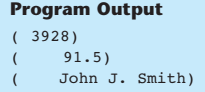 Program Output
( 3928)
(    91.5)
(   John J. Smith)